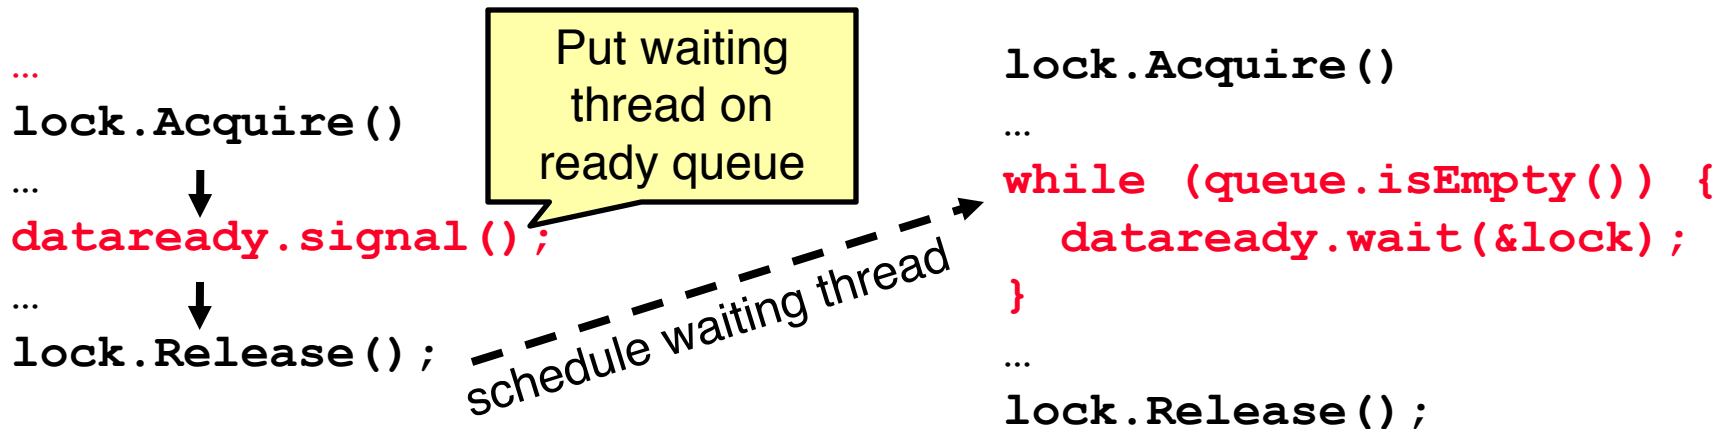 …
lock.Acquire()
…
dataready.signal();
…
lock.Release();
Put waiting
thread on
ready queue
schedule waiting thread
lock.Acquire()
…
while (queue.isEmpty()) {
dataready.wait(&lock);
}
…
lock.Release();